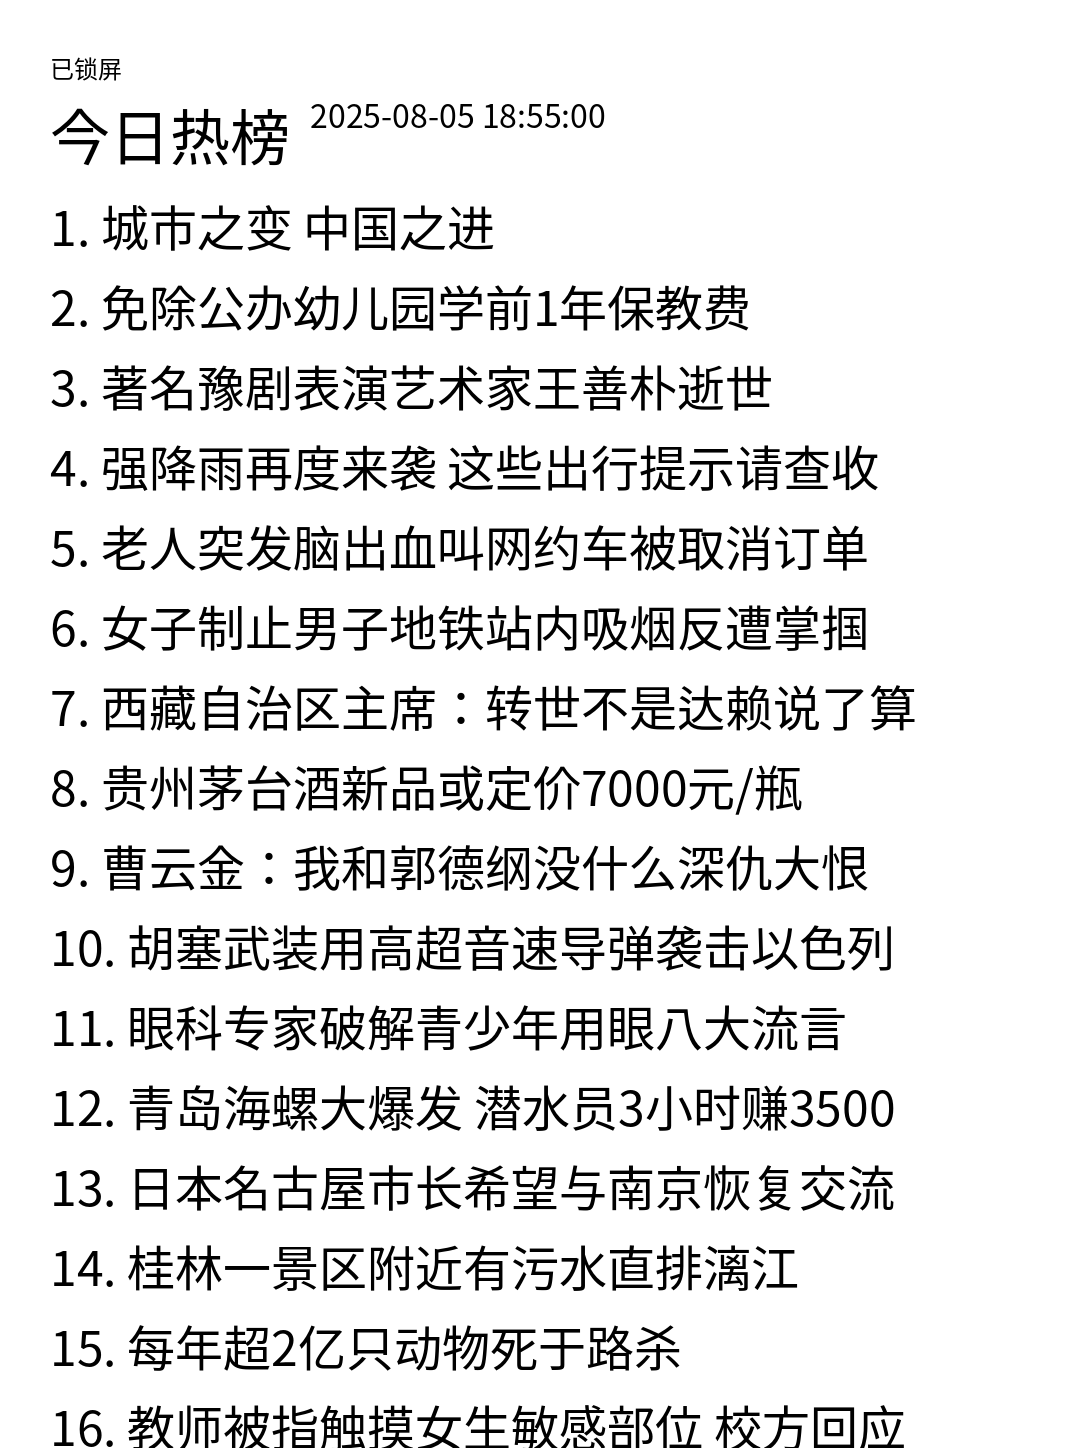 已锁屏
今日热榜 2025-08-05 18:55:00
1. 城市之变 中国之进
2. 免除公办幼儿园学前1年保教费
3. 著名豫剧表演艺术家王善朴逝世
4. 强降雨再度来袭 这些出行提示请查收
5. 老人突发脑出血叫网约车被取消订单
6. 女子制止男子地铁站内吸烟反遭掌掴
7. 西藏自治区主席：转世不是达赖说了算
8. 贵州茅台酒新品或定价7000元/瓶
9. 曹云金：我和郭德纲没什么深仇大恨
10. 胡塞武装用高超音速导弹袭击以色列
11. 眼科专家破解青少年用眼八大流言
12. 青岛海螺大爆发 潜水员3小时赚3500
13. 日本名古屋市长希望与南京恢复交流
14. 桂林一景区附近有污水直排漓江
15. 每年超2亿只动物死于路杀
16. 教师被指触摸女生敏感部位 校方回应